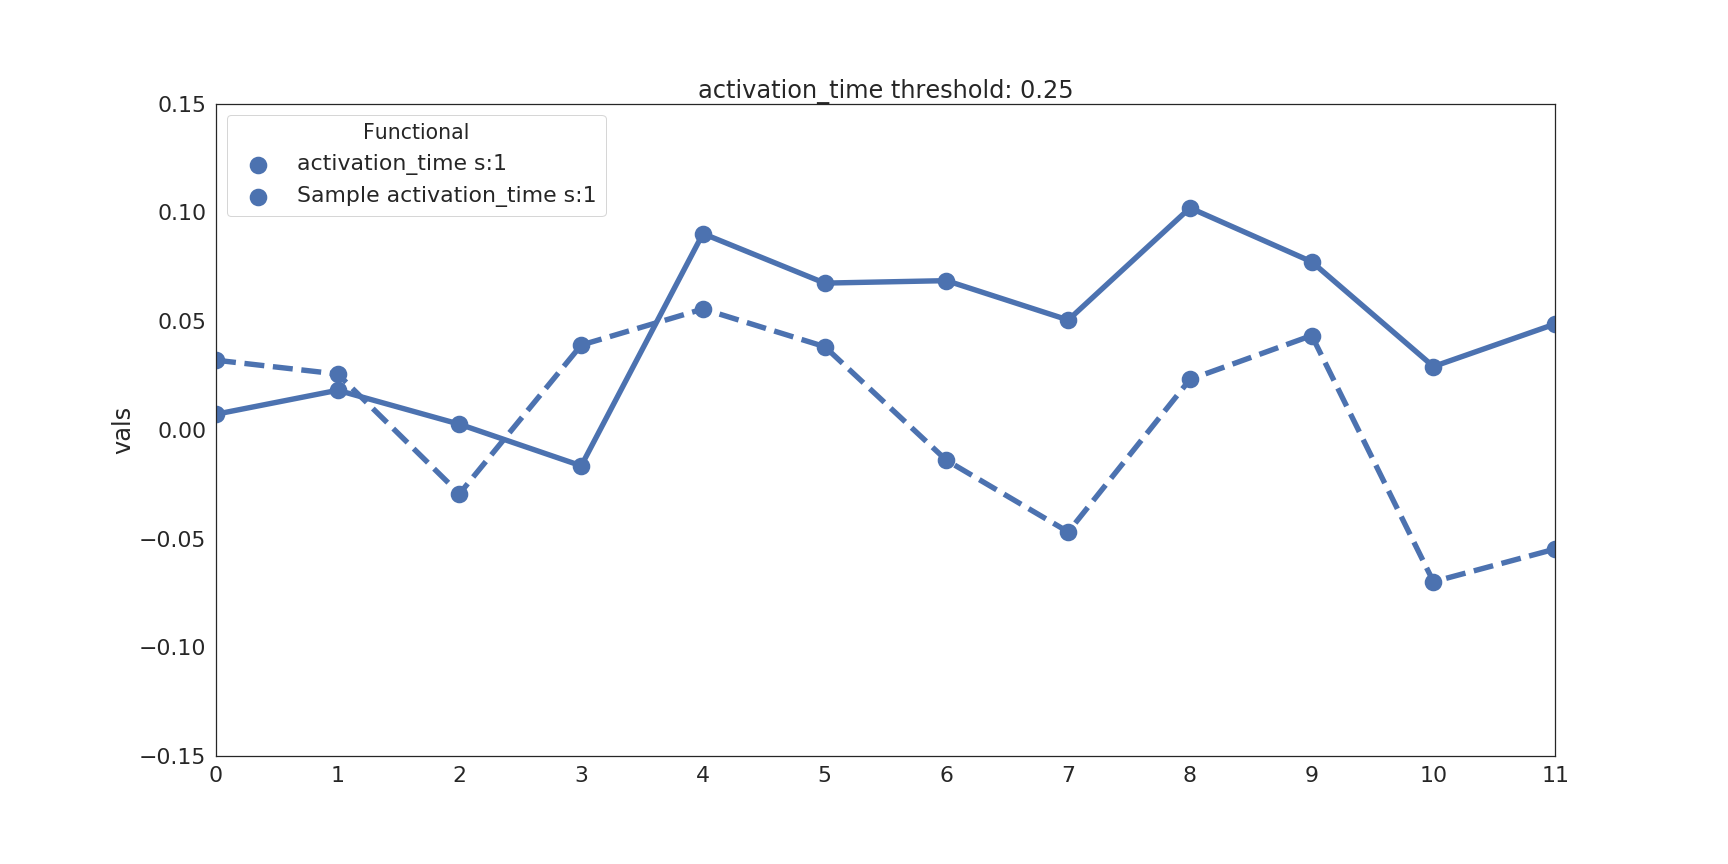 activation_time threshold: 0.25
0.15
0.10
0.05
0.00
−0.05
−0.10
−0.15
vals
Functional
activation_time s:1
Sample activation_time s:1
0 1 2 3 4 5 6 7 8 9 10 11